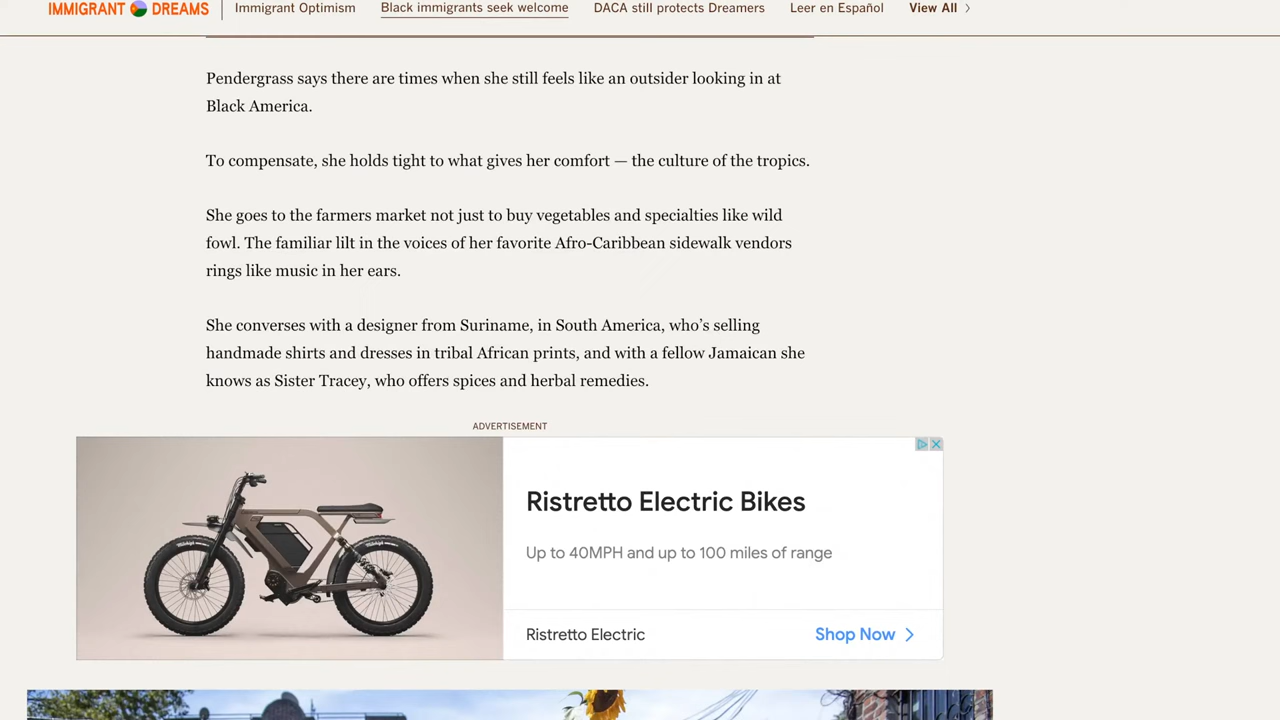 IMMIGRANT DREAMS
Immigrant Optimism
Black immigrants seek welcome
DACA still protects Dreamers
Leer en Español
View All
Pendergrass says there are times when she still feels like an outsider looking in at
Black America.
To compensate, she holds tight to what gives her comfort — the culture of the tropics.
She goes to the farmers market not just to buy vegetables and specialties like wild
fowl. The familiar lilt in the voices of her favorite Afro-Caribbean sidewalk vendors
rings like music in her ears.
She converses with a designer from Suriname, in South America, who’s selling
handmade shirts and dresses in tribal African prints, and with a fellow Jamaican she
knows as Sister Tracey, who offers spices and herbal remedies.
ADVERTISEMENT
Ristretto Electric Bikes
Up to 40MPH and up to 100 miles of range
Ristretto Electric
Shop Now